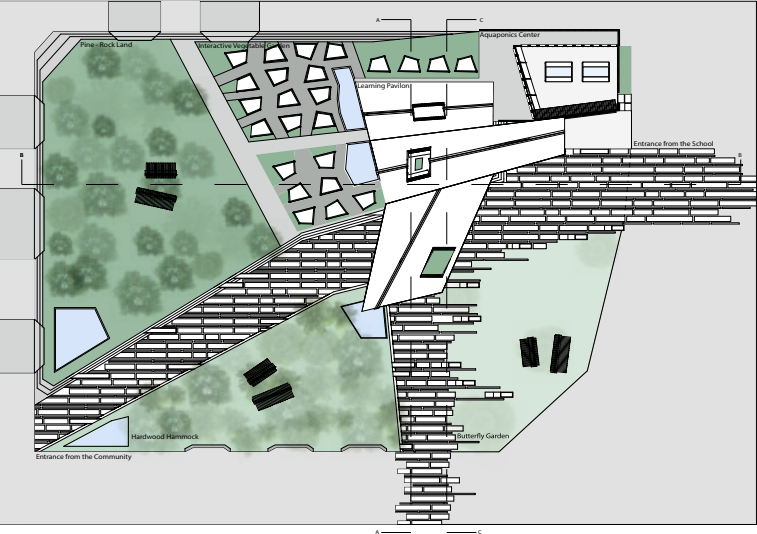 A
C
Aquaponics Center
Pine - Rock Land
Interactive Vegetable Garden
Learning Pavilon
Entrance from the School
B
B
Hardwood Hammock
Butterfly Garden
Entrance from the Community
A
C